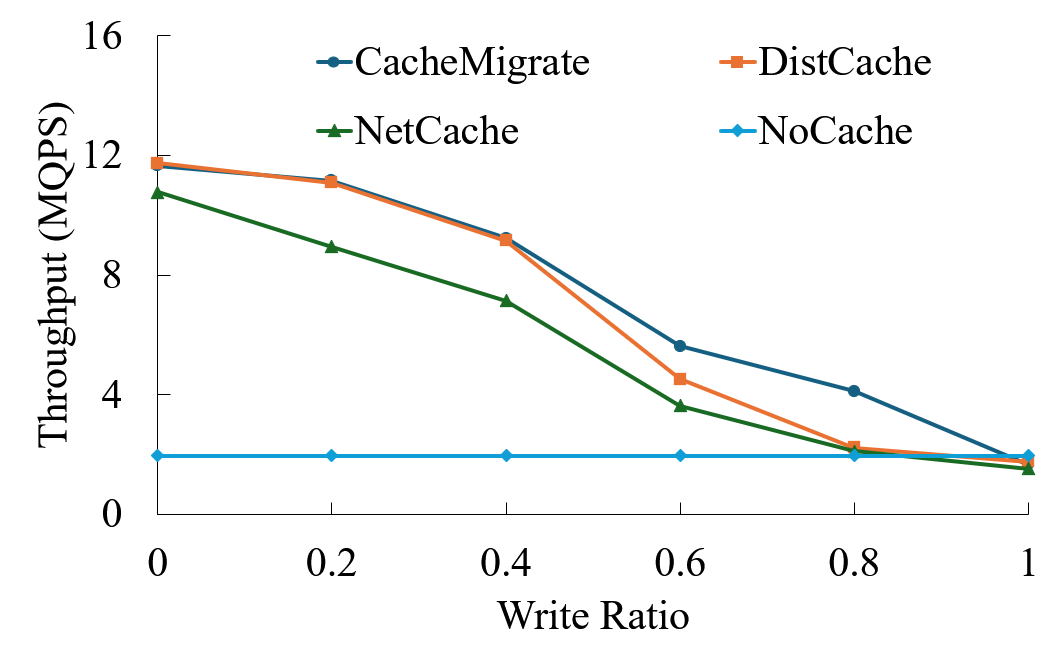 16
CacheMigrate
DistCache
NetCache
NoCache
12
8
4
0
Throughput (MQPS)
0 0.2 0.4 0.6 0.8 1
Write Ratio